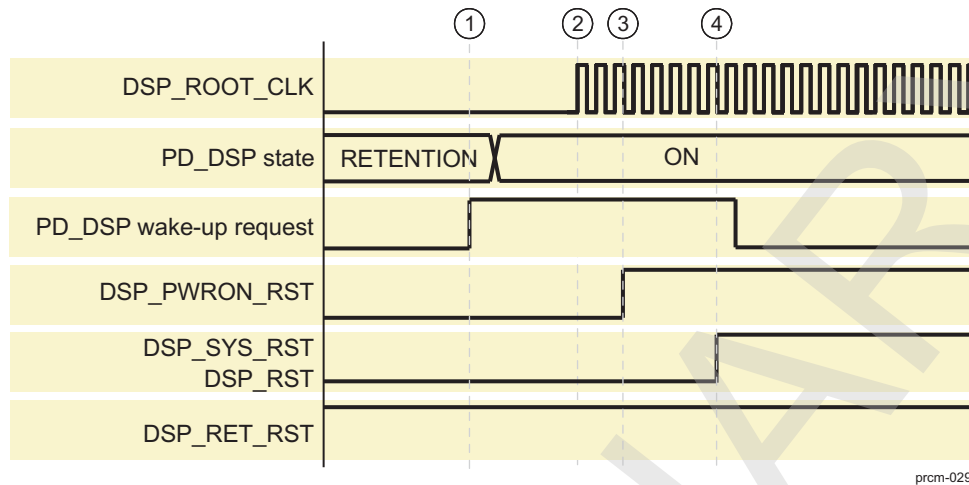 1 2 3 4
DSP_ROOT_CLK
PD_DSP state RETENTION ON
PD_DSP wake-up request
DSP_PWRON_RST
DSP_SYS_RST
DSP_RST
DSP_RET_RST
prcm-029